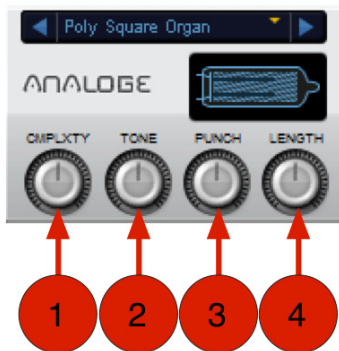 Poly Square Organ
ANALOGE
CMPLXTY TONE PUNCH LENGTH
1 2 3 4